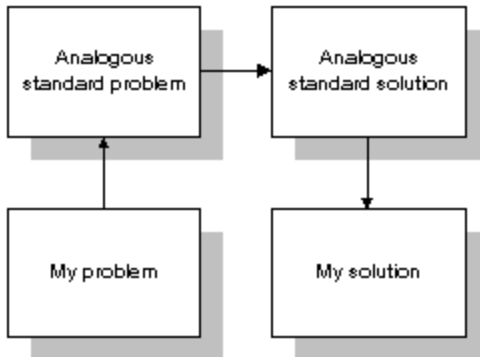 Analogous
standard problem
Analogous
standard solution
My problem
My solution